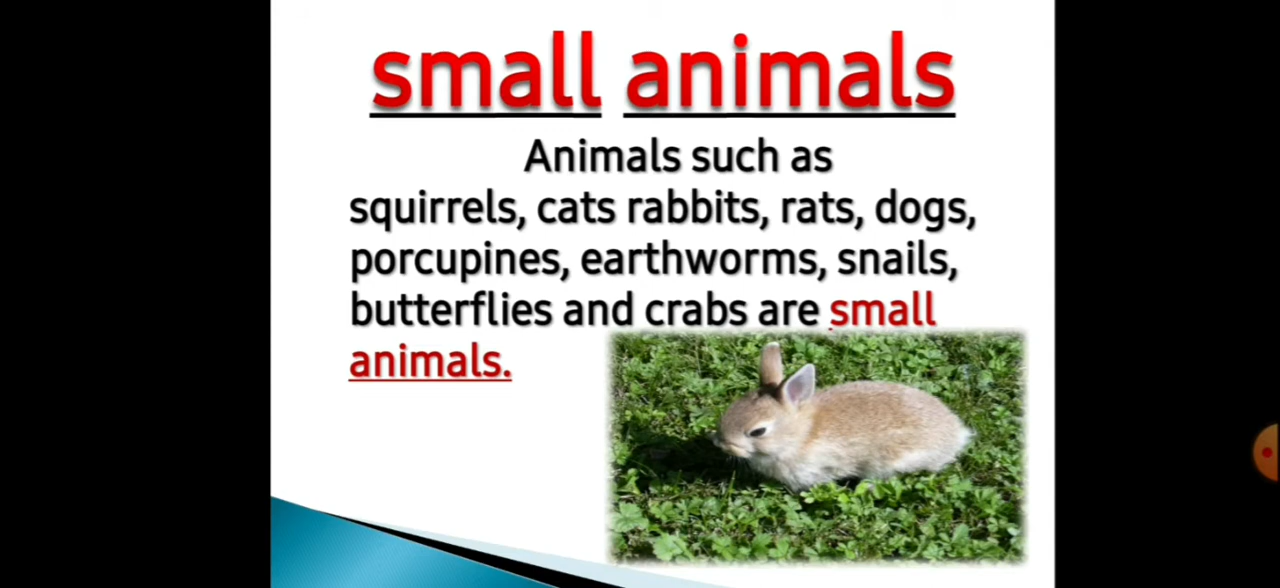 small animals
Animals such as
squirrels, cats rabbits, rats, dogs,
porcupines, earthworms, snails,
butterflies and crabs are small
animals.